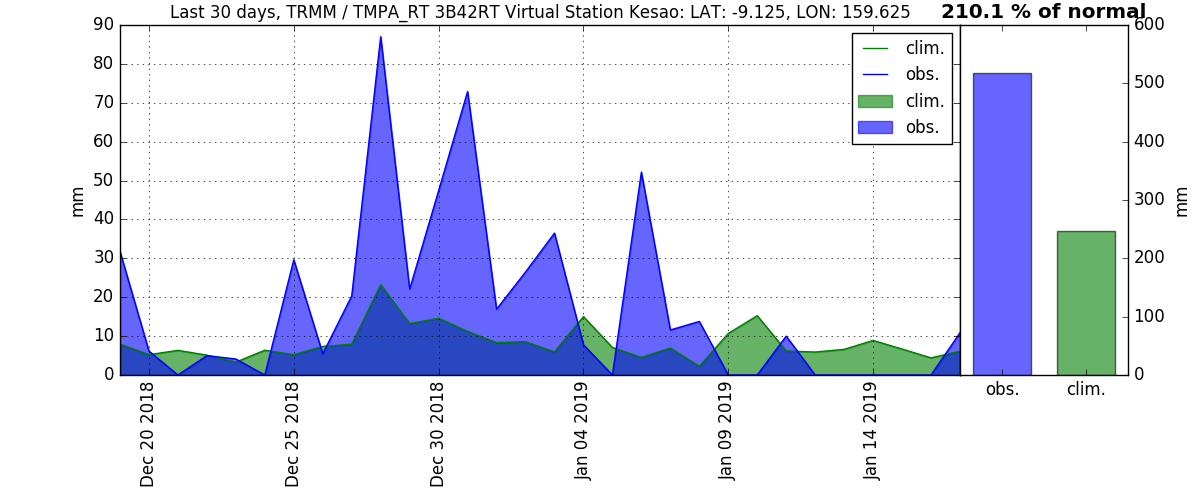 Last 30 days, TRMM / TMPA_RT 3B42RT Virtual Station Kesao: LAT: -9.125, LON: 159.625
210.1 % of normal
90
80
70
60
50
40
30
20
10
0
mm
clim.
obs.
clim.
obs.
600
500
400
300
200
100
0
mm
Dec 20 2018
Dec 25 2018
Dec 30 2018
Jan 04 2019
Jan 09 2019
Jan 14 2019
obs.
clim.